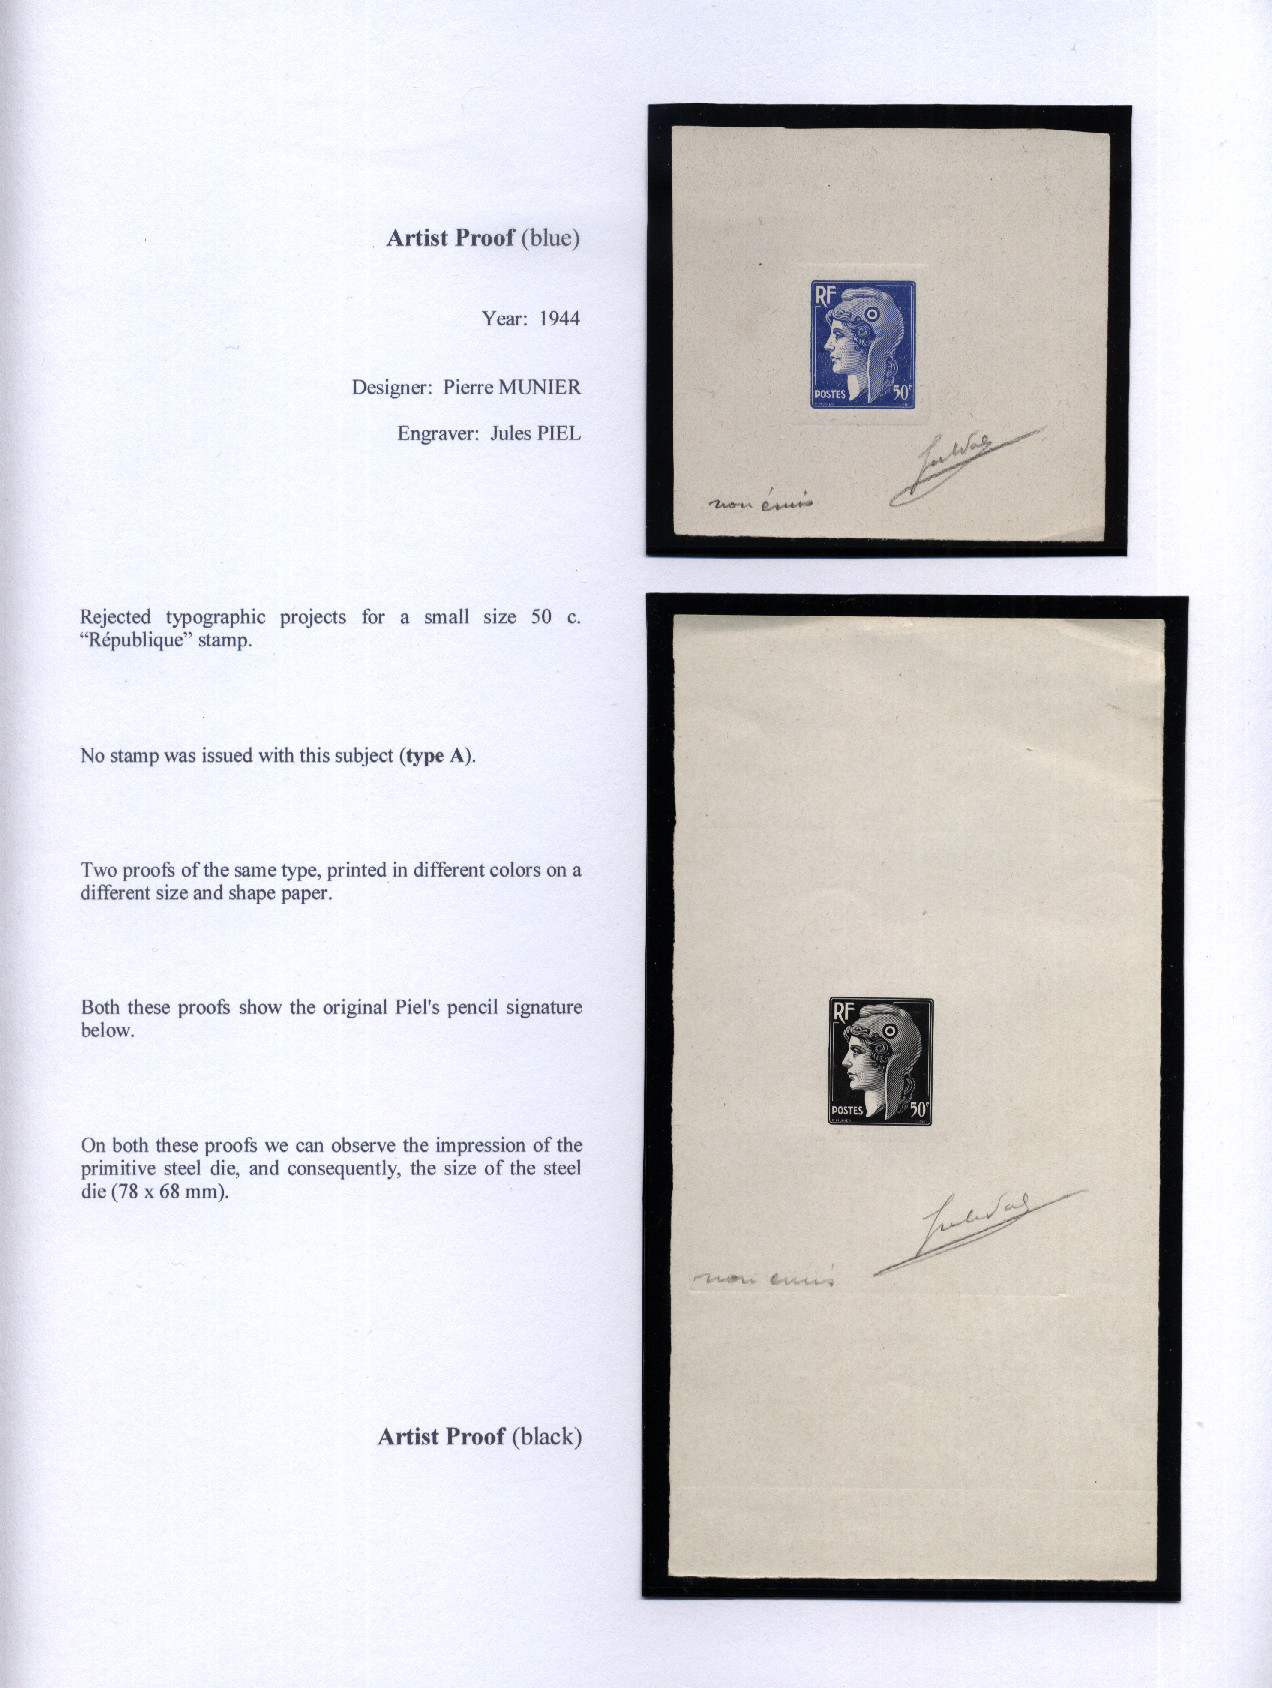 Artist Proof (blue)
Year: 1944
Designer: Pierre MUNIER
Engraver: Jules PIEL
Rejected typographic projects for a small size 50 c.
“République” stamp.
No stamp was issued with this subject (type A).
Two proofs of the same type, printed in different colors on a
different size and shape paper.
Both these proofs show the original Piel's pencil signature
below.
On both these proofs we can observe the impression of the
primitive steel die, and consequently, the size of the steel
die (78 x 68 mm).
Artist Proof (black)
RF
POSTES 50F
non émis
RF
POSTES 50F
non émis